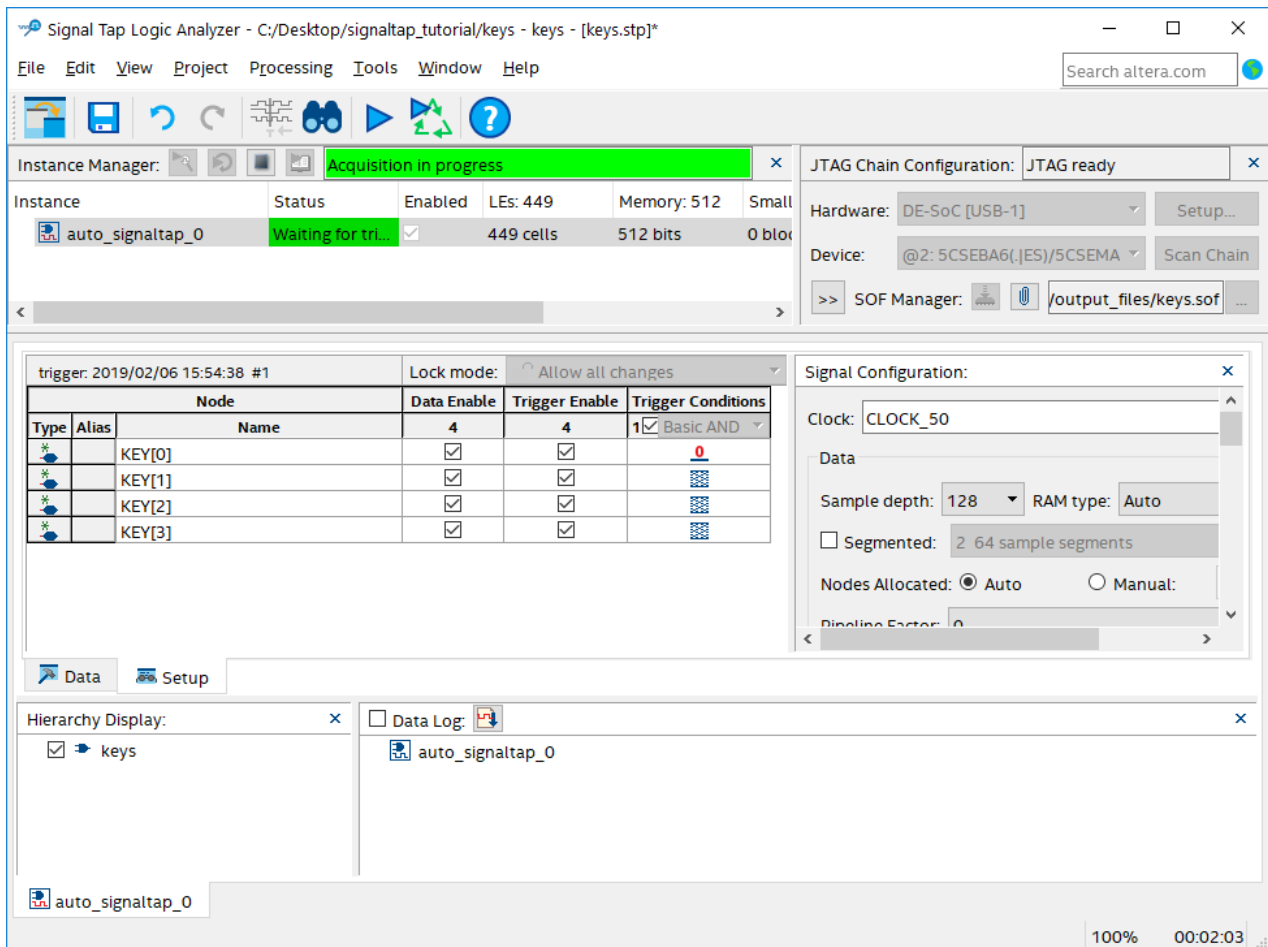 Signal Tap Logic Analyzer - C:/Desktop/signaltap_tutorial/keys - keys - [keys.stp]*
File Edit View Project Processing Tools Window Help
Search altera.com
Instance Manager: Acquisition in progress
Instance Status Enabled LEs: 449 Memory: 512 Small
auto_signaltap_0 Waiting for tri... 449 cells 512 bits 0 bloc
JTAG Chain Configuration: JTAG ready
Hardware: DE-SoC [USB-1] Setup...
Device: @2: 5CSEBA6(.|ES)/5CSEMA Scan Chain
>> SOF Manager: /output_files/keys.sof ...
trigger: 2019/02/06 15:54:38 #1 Lock mode: Allow all changes
Node Data Enable Trigger Enable Trigger Conditions
Type Alias Name 4 4 1 Basic AND
KEY[0] 0
KEY[1]
KEY[2]
KEY[3]
Signal Configuration:
Clock: CLOCK_50
Data
Sample depth: 128 RAM type: Auto
Segmented: 2 64 sample segments
Nodes Allocated: Auto Manual:
Pipeline Factor: 0
Data Setup
Hierarchy Display:
keys
Data Log:
auto_signaltap_0
auto_signaltap_0
100% 00:02:03